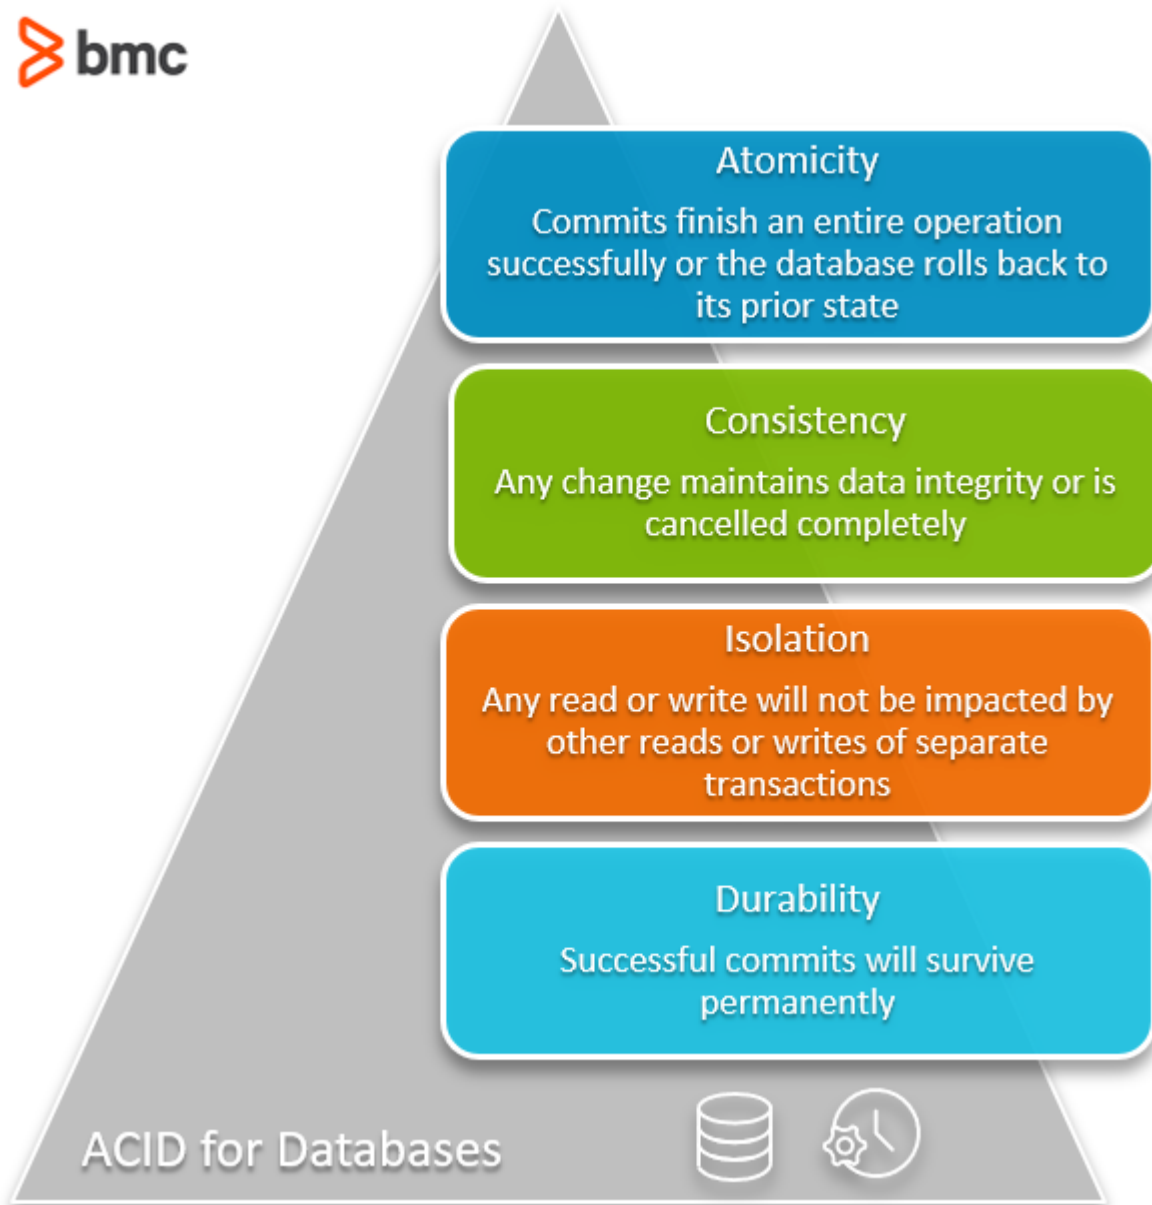 bmc
Atomicity
Commits finish an entire operation
successfully or the database rolls back to
its prior state
Consistency
Any change maintains data integrity or is
cancelled completely
Isolation
Any read or write will not be impacted by
other reads or writes of separate
transactions
Durability
Successful commits will survive
permanently
ACID for Databases